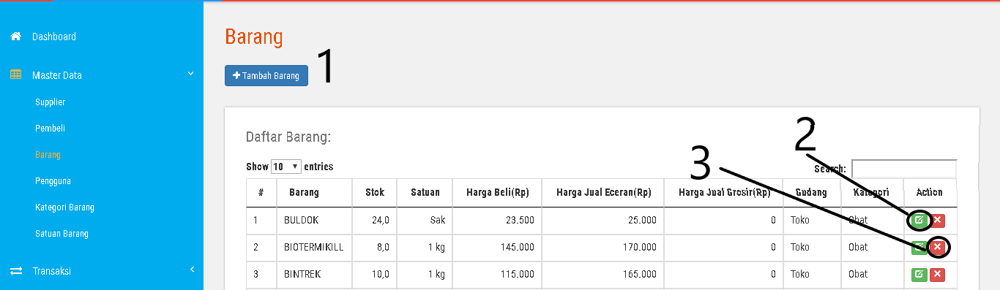 Dashboard
Master Data
Supplier
Pembeli
Barang
Pengguna
Kategori Barang
Satuan Barang
Transaksi
Barang
Tambah Barang
1
Daftar Barang:
2
3
Show 10 entries
Search:
# Barang Stok Satuan Harga Beli(Rp) Harga Jual Eceran(Rp) Harga Jual Grosir(Rp) Gudang Kategori Action
1 BULDOK 24,0 Sak 23.500 25.000 0 Toko Obat
2 BIOTERMIKILL 8,0 1 kg 145.000 170.000 0 Toko Obat
3 BINTREK 10,0 1 kg 115.000 165.000 0 Toko Obat